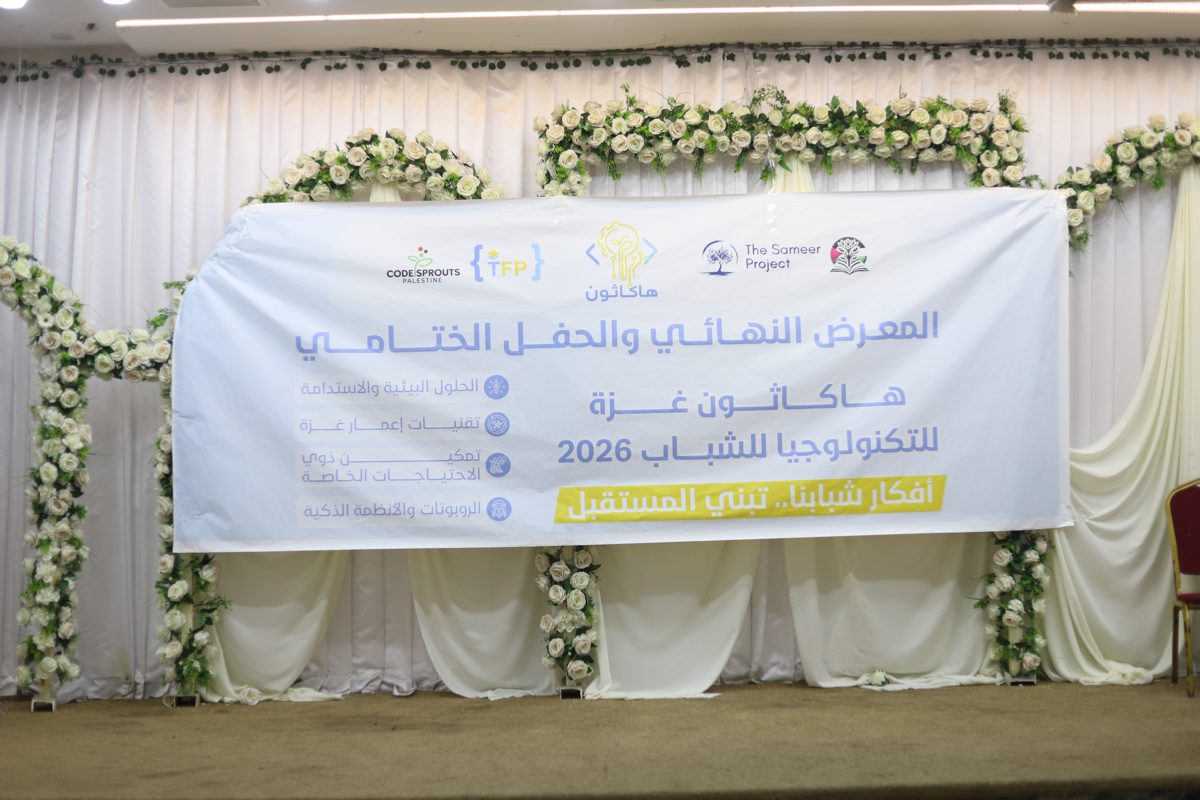 CODE SPROUTS
PALESTINE
{TFP}
هاكاثون
The Sameer
Project
المعرض النهائي والحفل الختامي
هاكاثون غزة
للتكنولوجيا للشباب 2026
أفكار شبابنا.. تبني المستقبل
الحلول البيئية والاستدامة
تقنيات إعمار غزة
تمكين ذوي
الاحتياجات الخاصة
الروبوتات والأنظمة الذكية